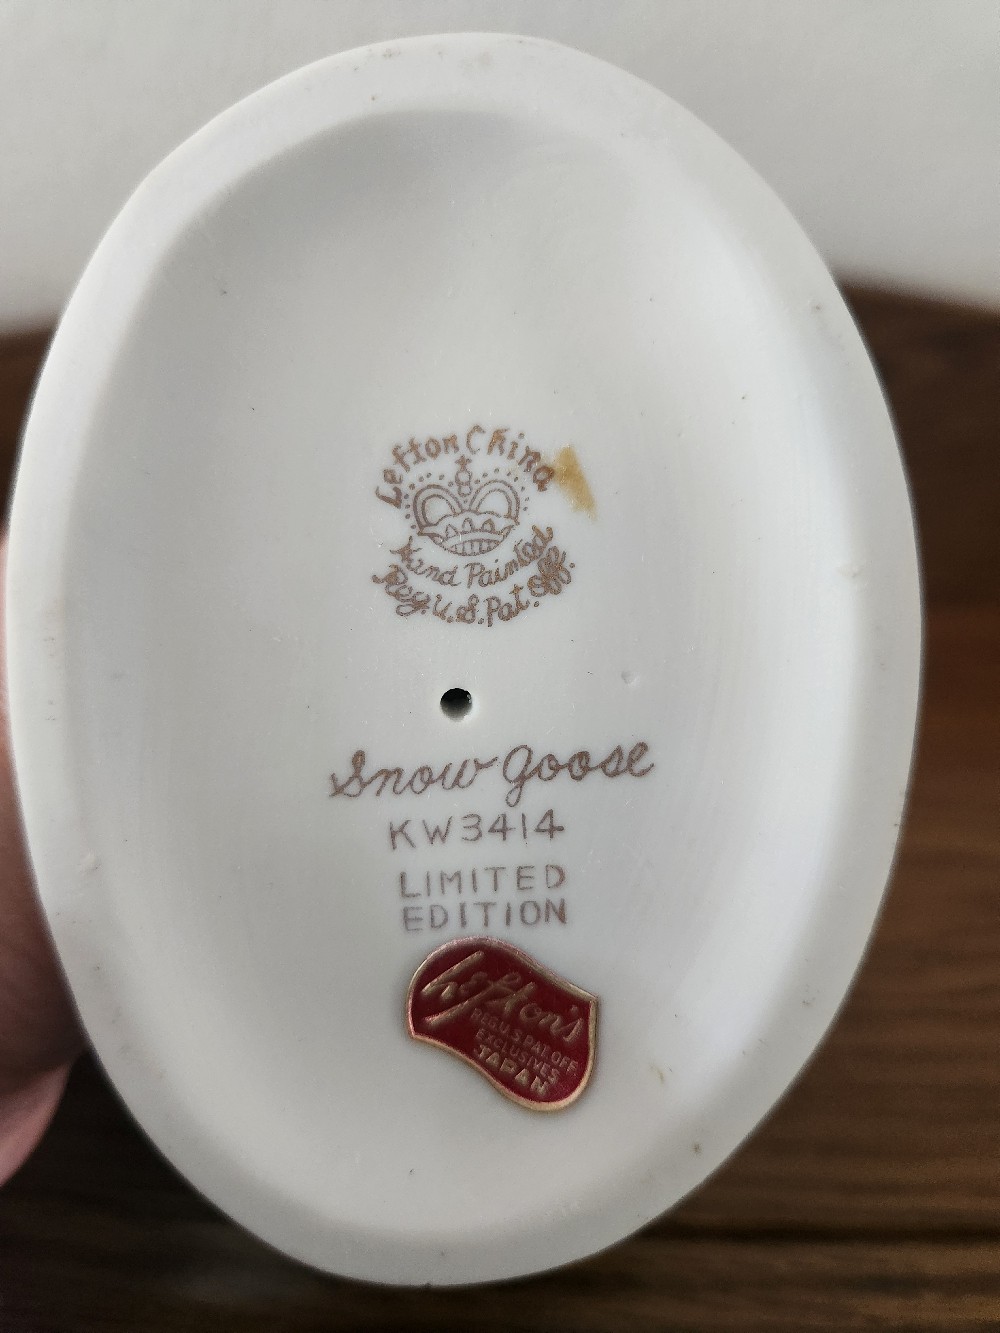 Lefton China
Hand Painted
Reg. U.S. Pat. Off.
Snow Goose
KW3414
LIMITED
EDITION
Lefton's
REG. U.S. PAT. OFF.
EXCLUSIVES
JAPAN